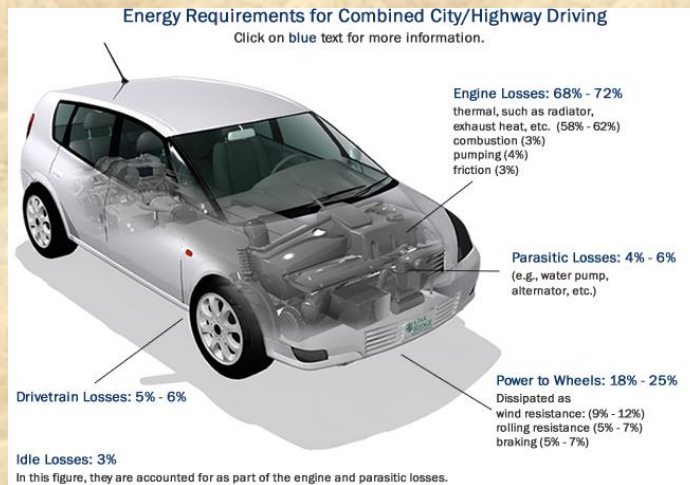 Energy Requirements for Combined City/Highway Driving
Click on blue text for more information.
Engine Losses: 68% - 72%
thermal, such as radiator,
exhaust heat, etc. (58% - 62%)
combustion (3%)
pumping (4%)
friction (3%)
Parasitic Losses: 4% - 6%
(e.g., water pump,
alternator, etc.)
Power to Wheels: 18% - 25%
Dissipated as
wind resistance: (9% - 12%)
rolling resistance (5% - 7%)
braking (5% - 7%)
Drivetrain Losses: 5% - 6%
Idle Losses: 3%
In this figure, they are accounted for as part of the engine and parasitic losses.